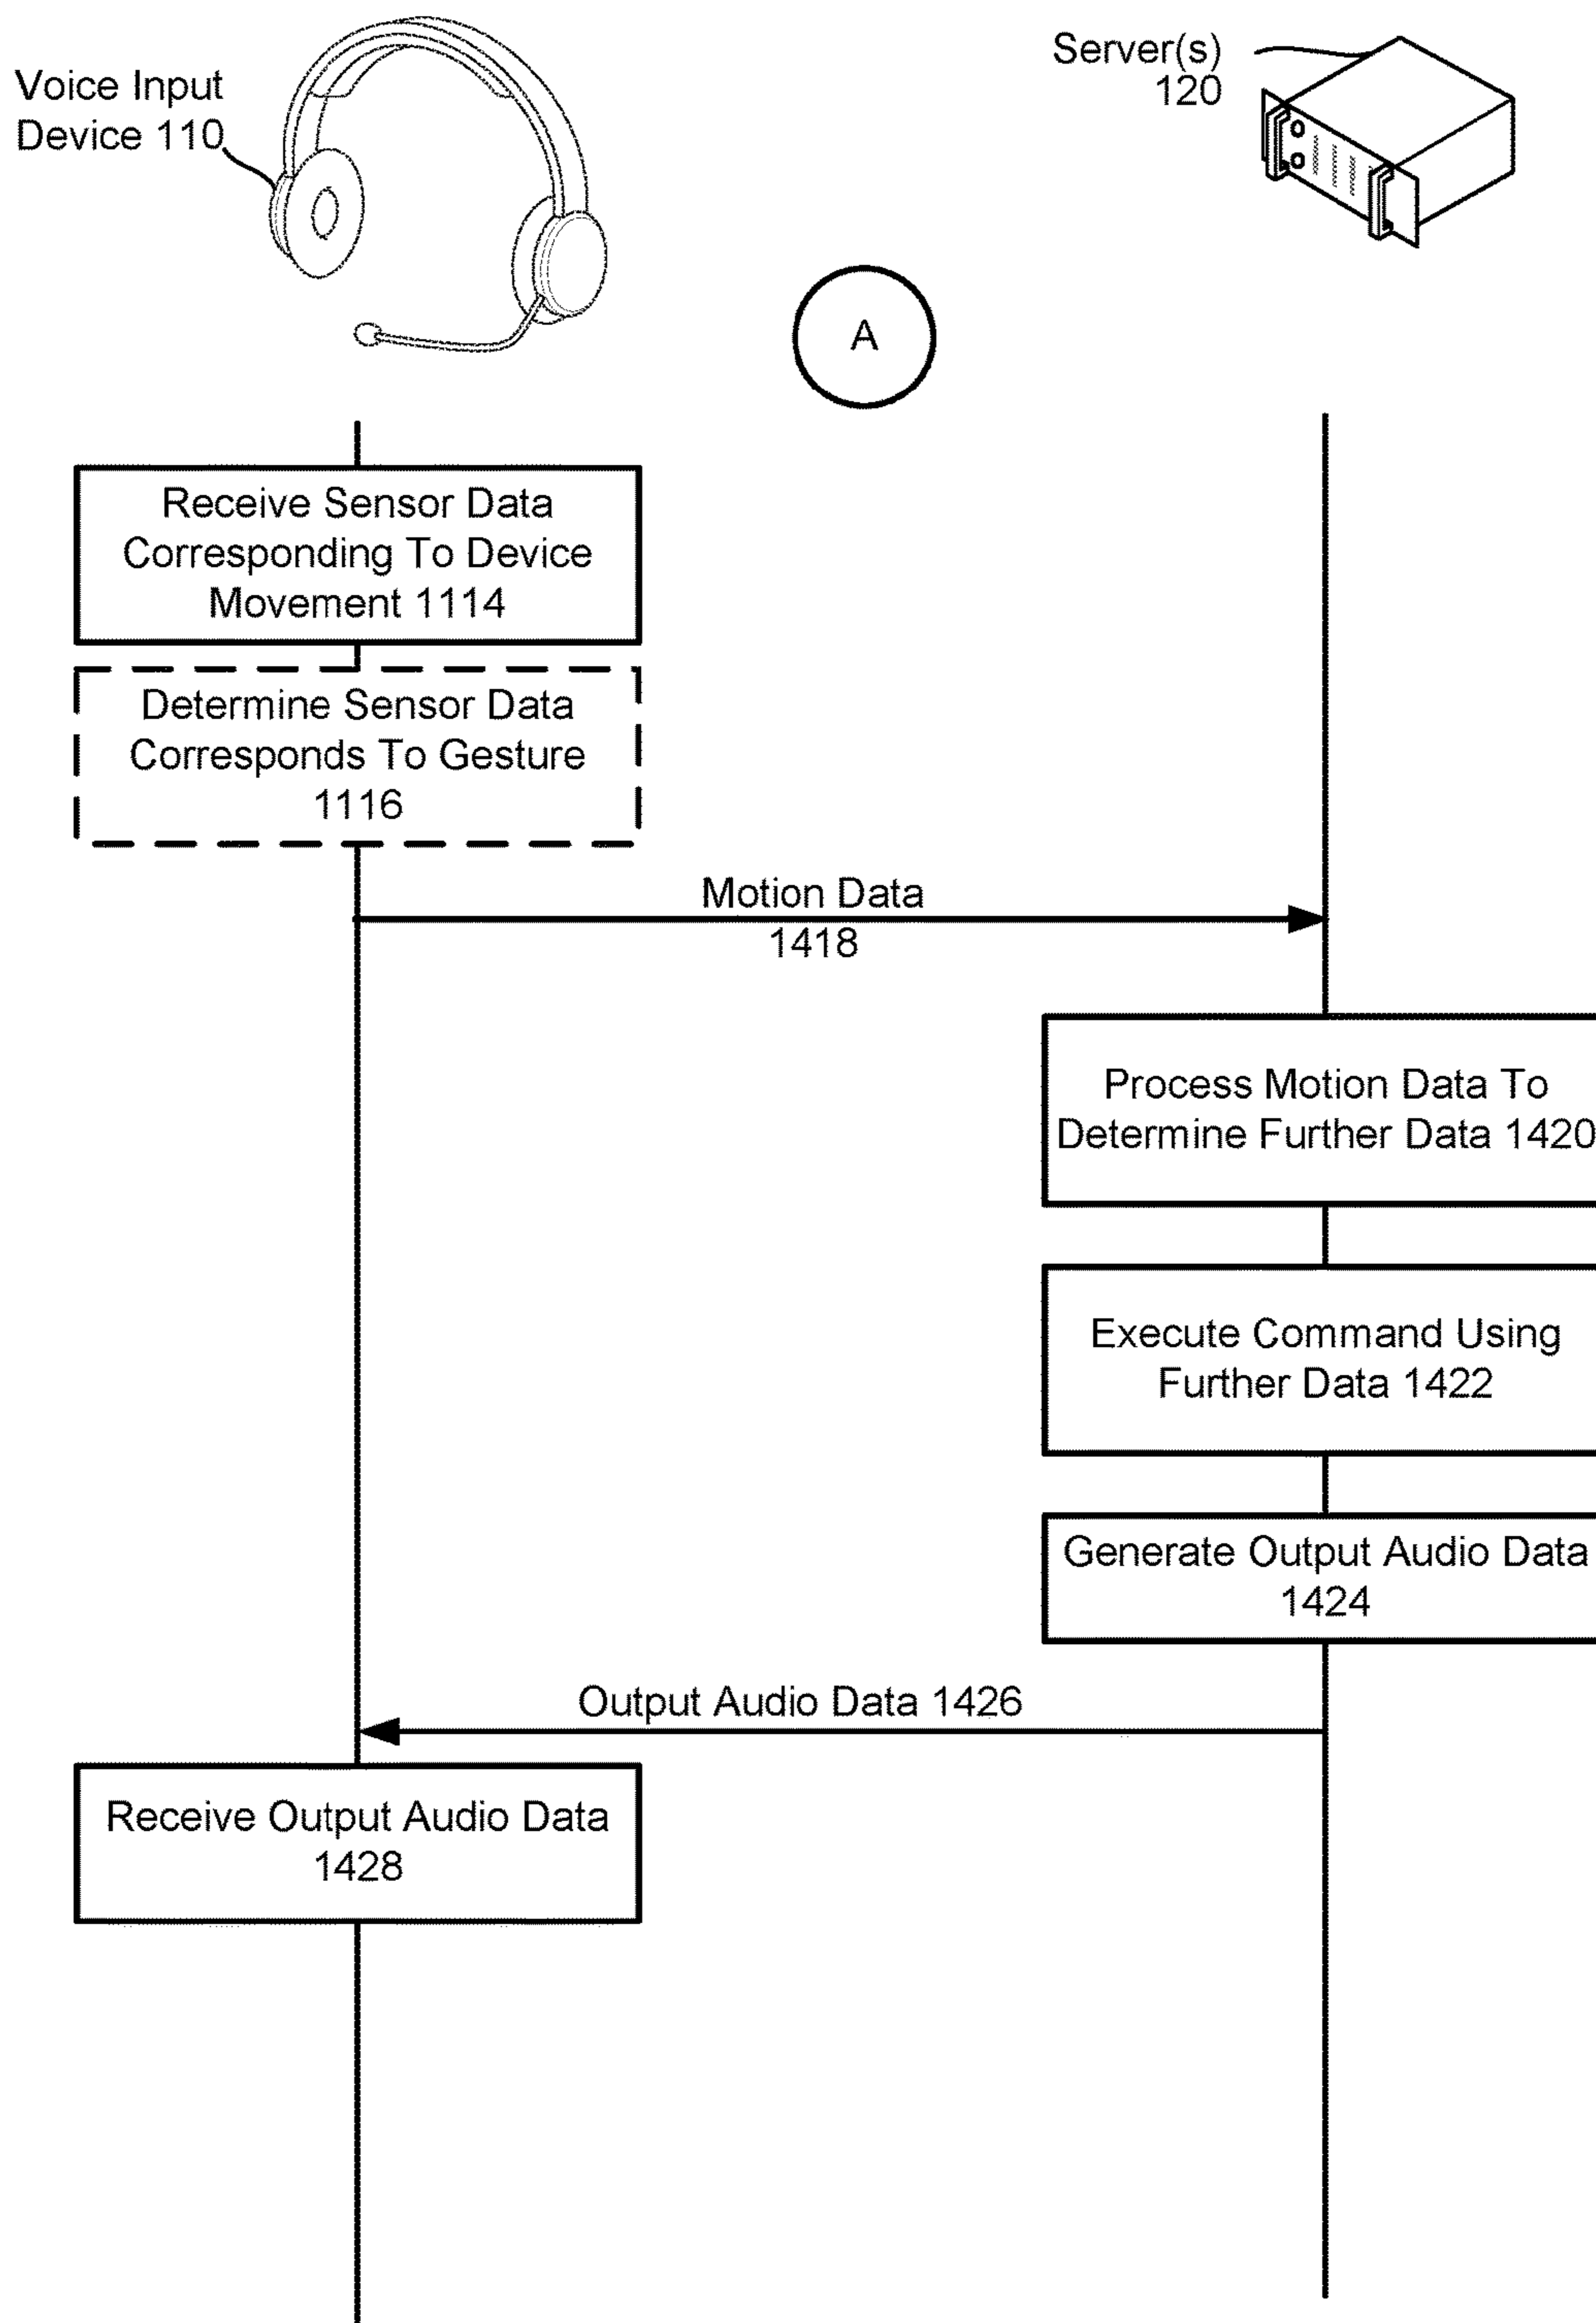 Voice Input
Device 110
Server(s)
120
A
Receive Sensor Data
Corresponding To Device
Movement 1114
Determine Sensor Data
Corresponds To Gesture
1116
Motion Data
1418
Process Motion Data To
Determine Further Data 1420
Execute Command Using
Further Data 1422
Generate Output Audio Data
1424
Output Audio Data 1426
Receive Output Audio Data
1428